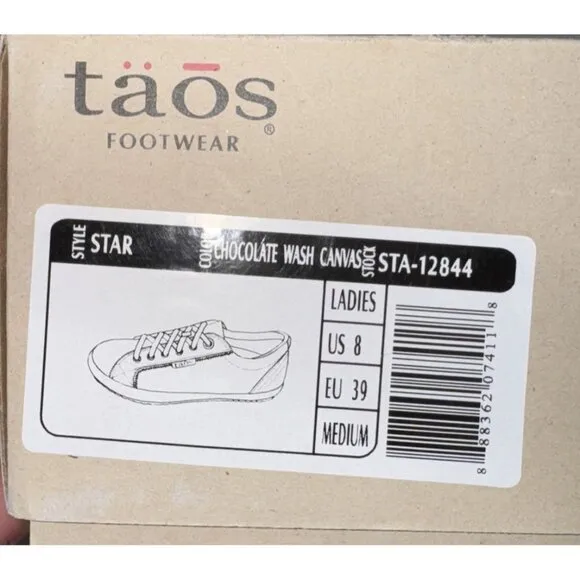 täōs
FOOTWEAR ®
STYLE STAR COLOR CHOCOLATE WASH CANVAS STOCK STA-12844
LADIES
US 8
EU 39
MEDIUM
täōs
8 88362 07411 8